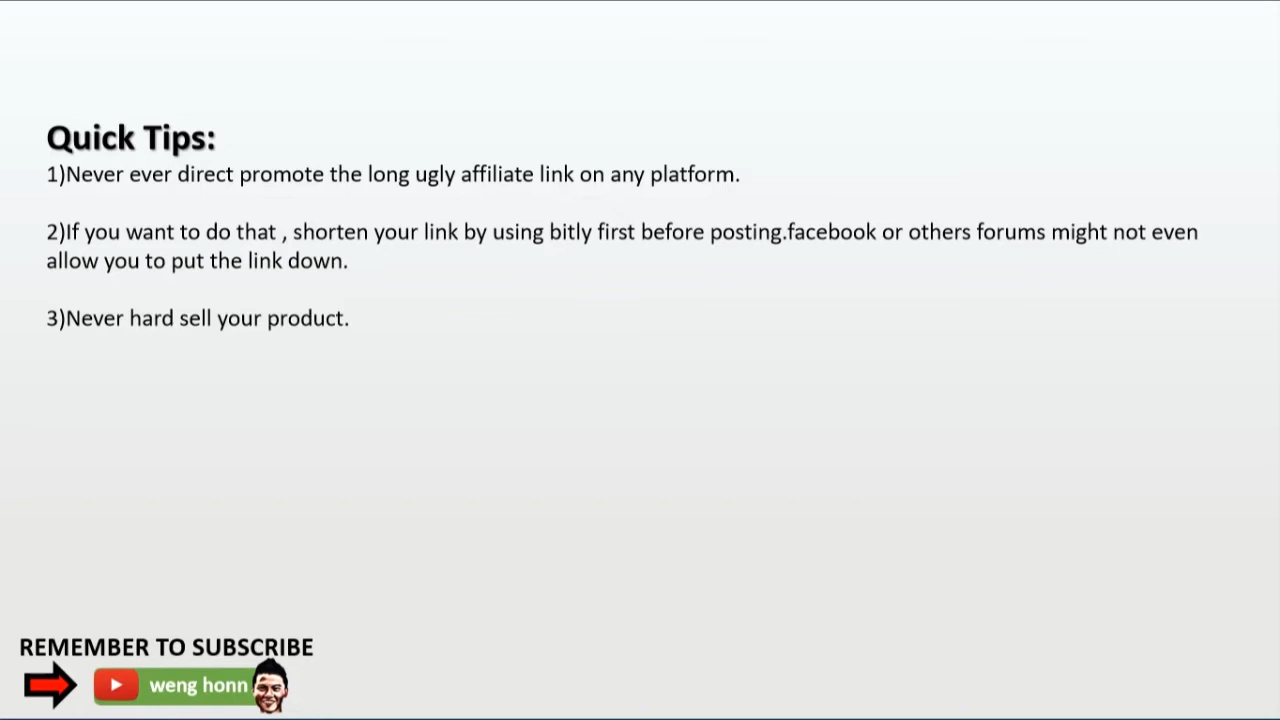 Quick Tips:
1)Never ever direct promote the long ugly affiliate link on any platform.
2)If you want to do that , shorten your link by using bitly first before posting.facebook or others forums might not even
allow you to put the link down.
3)Never hard sell your product.
REMEMBER TO SUBSCRIBE
weng honn